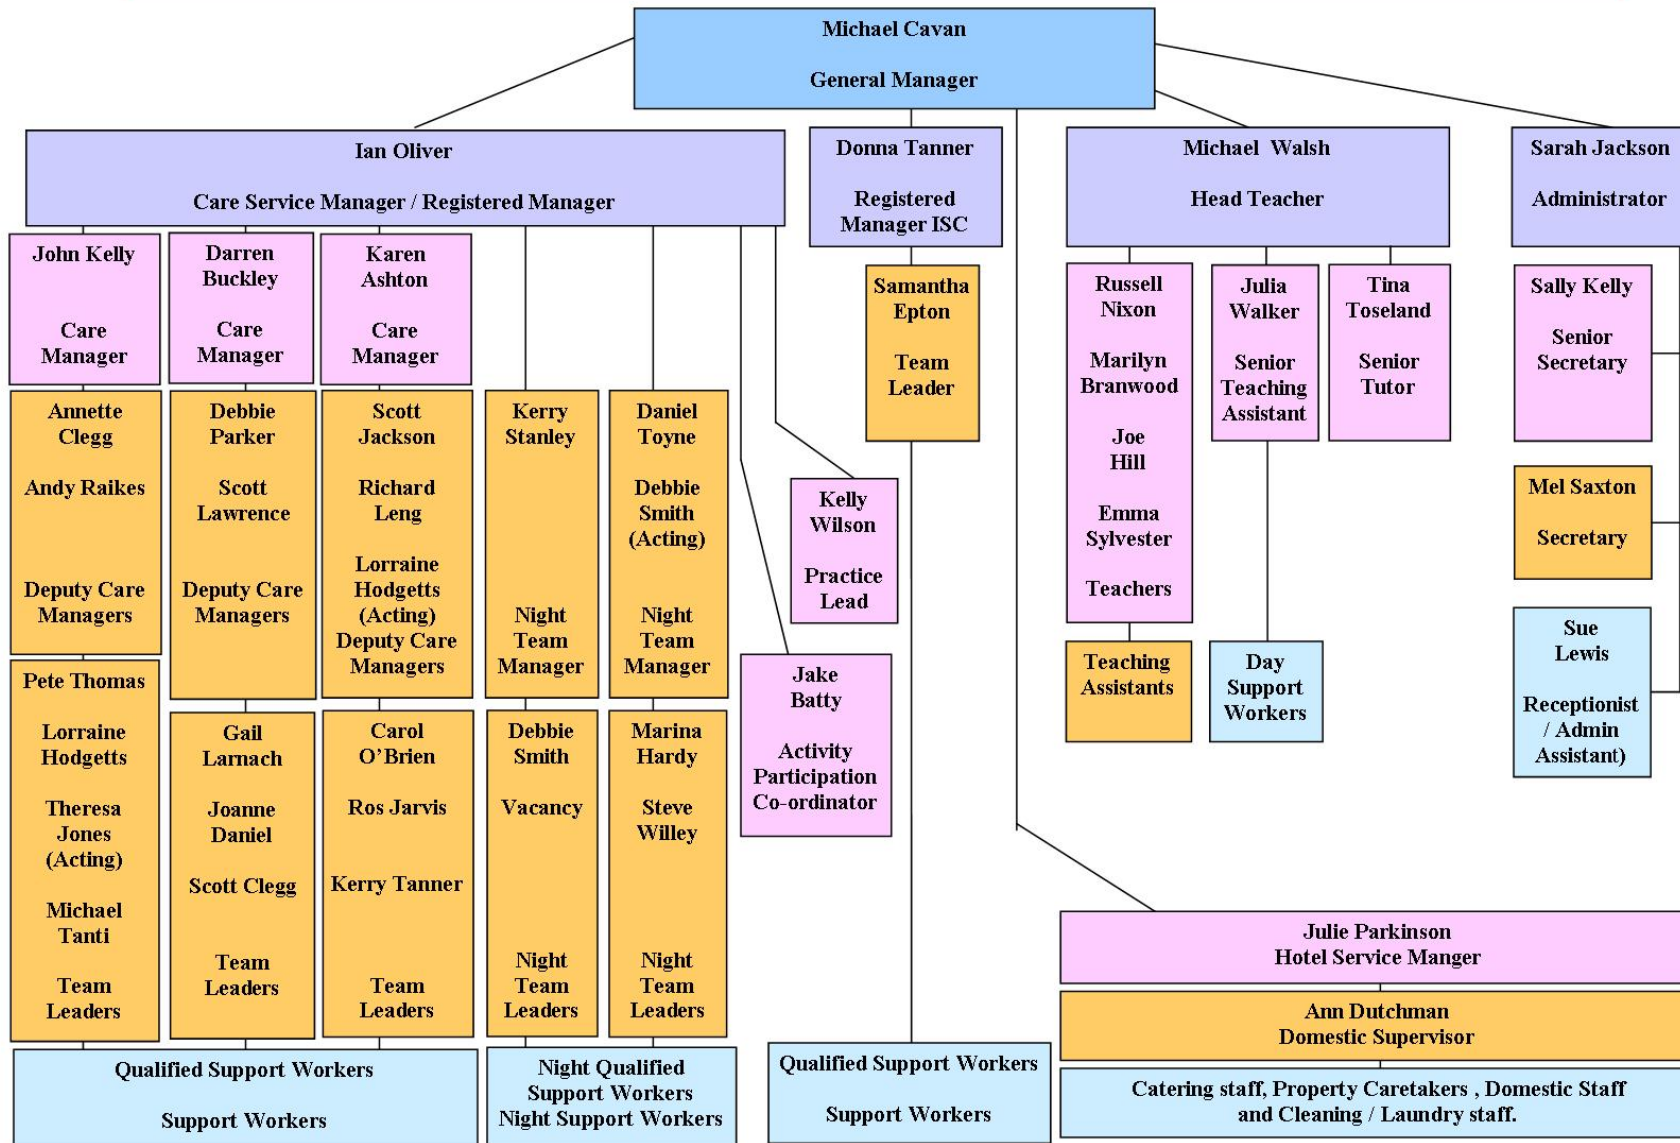 Michael Cavan
General Manager
Ian Oliver
Care Service Manager / Registered Manager
Donna Tanner
Registered
Manager ISC
Michael Walsh
Head Teacher
Sarah Jackson
Administrator
John Kelly
Care
Manager
Darren
Buckley
Care
Manager
Karen
Ashton
Care
Manager
Annette
Clegg
Andy Raikes
Deputy Care
Managers
Debbie
Parker
Scott
Lawrence
Deputy Care
Managers
Scott
Jackson
Richard
Leng
Lorraine
Hodgetts
(Acting)
Deputy Care
Managers
Kerry
Stanley
Night
Team
Manager
Daniel
Toyne
Debbie
Smith
(Acting)
Night
Team
Manager
Pete Thomas
Lorraine
Hodgetts
Theresa
Jones
(Acting)
Michael
Tanti
Team
Leaders
Gail
Larnach
Joanne
Daniel
Scott Clegg
Team
Leaders
Carol
O’Brien
Ros Jarvis
Kerry Tanner
Team
Leaders
Debbie
Smith
Vacancy
Night
Team
Leaders
Marina
Hardy
Steve
Willey
Night
Team
Leaders
Qualified Support Workers
Support Workers
Night Qualified
Support Workers
Night Support Workers
Kelly
Wilson
Practice
Lead
Jake
Batty
Activity
Participation
Co-ordinator
Samantha
Epton
Team
Leader
Qualified Support Workers
Support Workers
Russell
Nixon
Marilyn
Branwood
Joe
Hill
Emma
Sylvester
Teachers
Teaching
Assistants
Julia
Walker
Senior
Teaching
Assistant
Day
Support
Workers
Tina
Toseland
Senior
Tutor
Sally Kelly
Senior
Secretary
Mel Saxton
Secretary
Sue
Lewis
Receptionist
/ Admin
Assistant)
Julie Parkinson
Hotel Service Manger
Ann Dutchman
Domestic Supervisor
Catering staff, Property Caretakers , Domestic Staff
and Cleaning / Laundry staff.